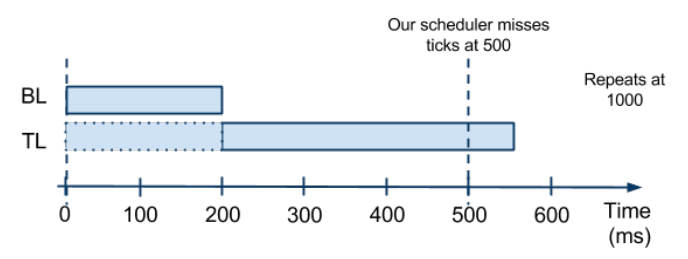 Our scheduler misses
ticks at 500
Repeats at
1000
BL
TL
0 100 200 300 400 500 600 Time
(ms)